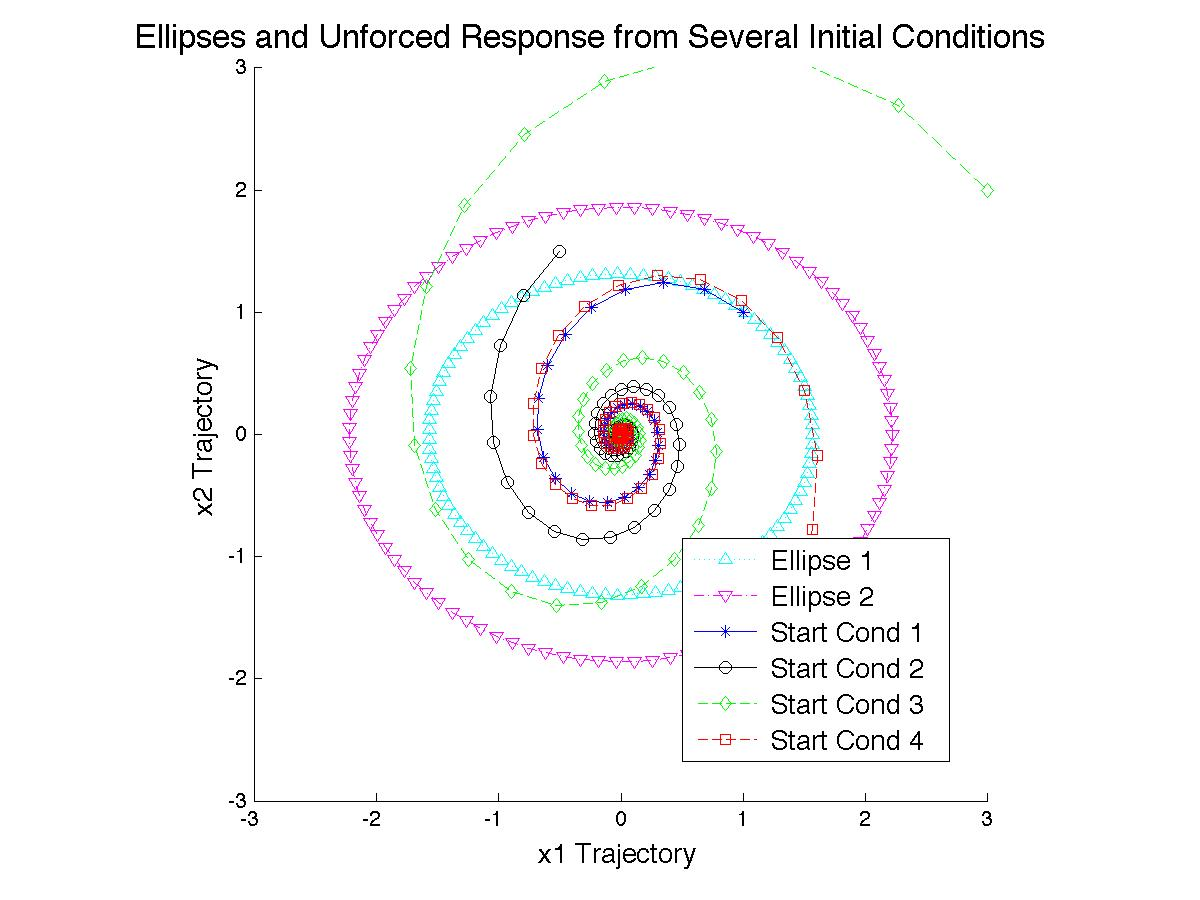 Ellipses and Unforced Response from Several Initial Conditions
3
2
1
0
-1
-2
-3
x2 Trajectory
-3
-2
-1
0
1
2
3
x1 Trajectory
Ellipse 1
Ellipse 2
Start Cond 1
Start Cond 2
Start Cond 3
Start Cond 4